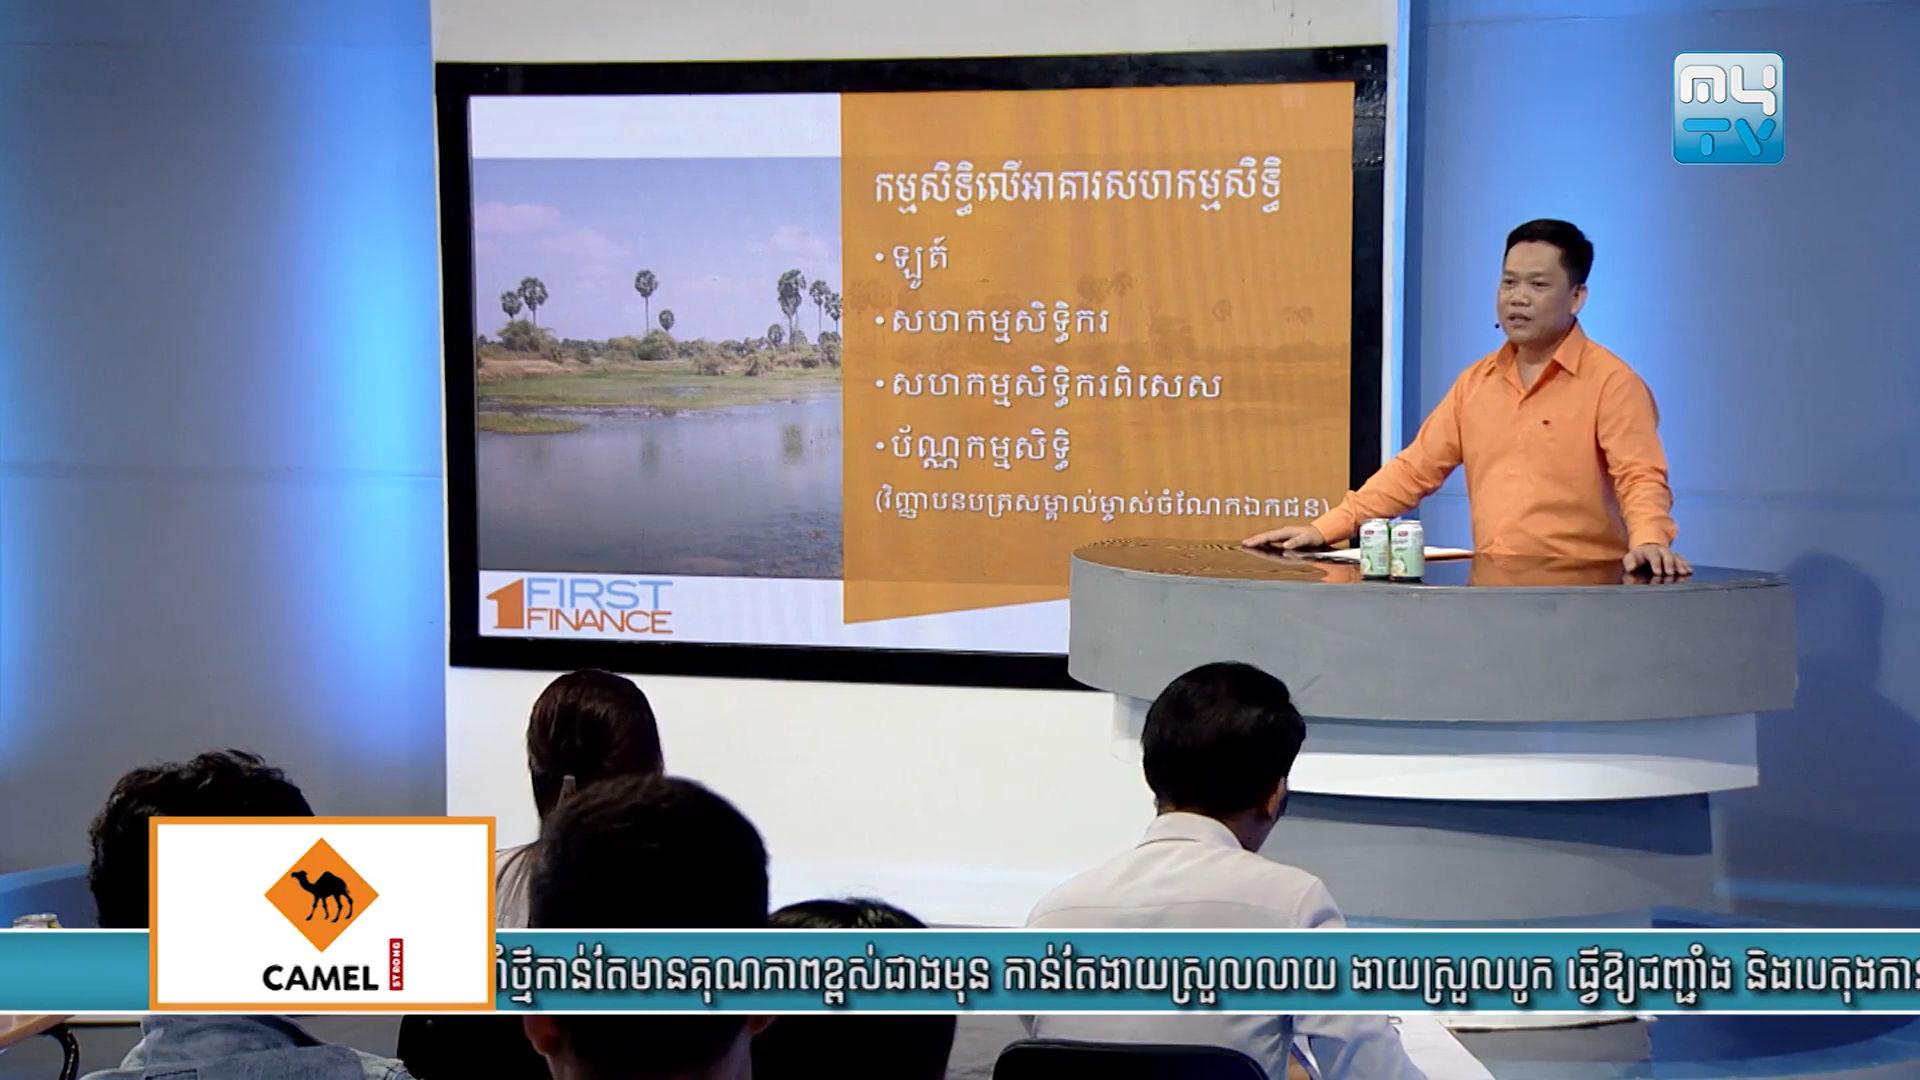 MY
TV
កម្មសិទ្ធិលើអាគារសហកម្មសិទ្ធិ
•ឡូត៍
•សហកម្មសិទ្ធិករ
•សហកម្មសិទ្ធិករពិសេស
•ប័ណ្ណកម្មសិទ្ធិ
(វិញ្ញាបនបត្រសម្គាល់ម្ចាស់ចំណែកឯកជន)
1 FIRST
FINANCE
CAMEL STRONG
ថ្មីកាន់តែមានគុណភាពខ្ពស់ជាងមុន កាន់តែងាយស្រួលលាយ ងាយស្រួលបូក ធ្វើឱ្យជញ្ជាំង និងបេតុង